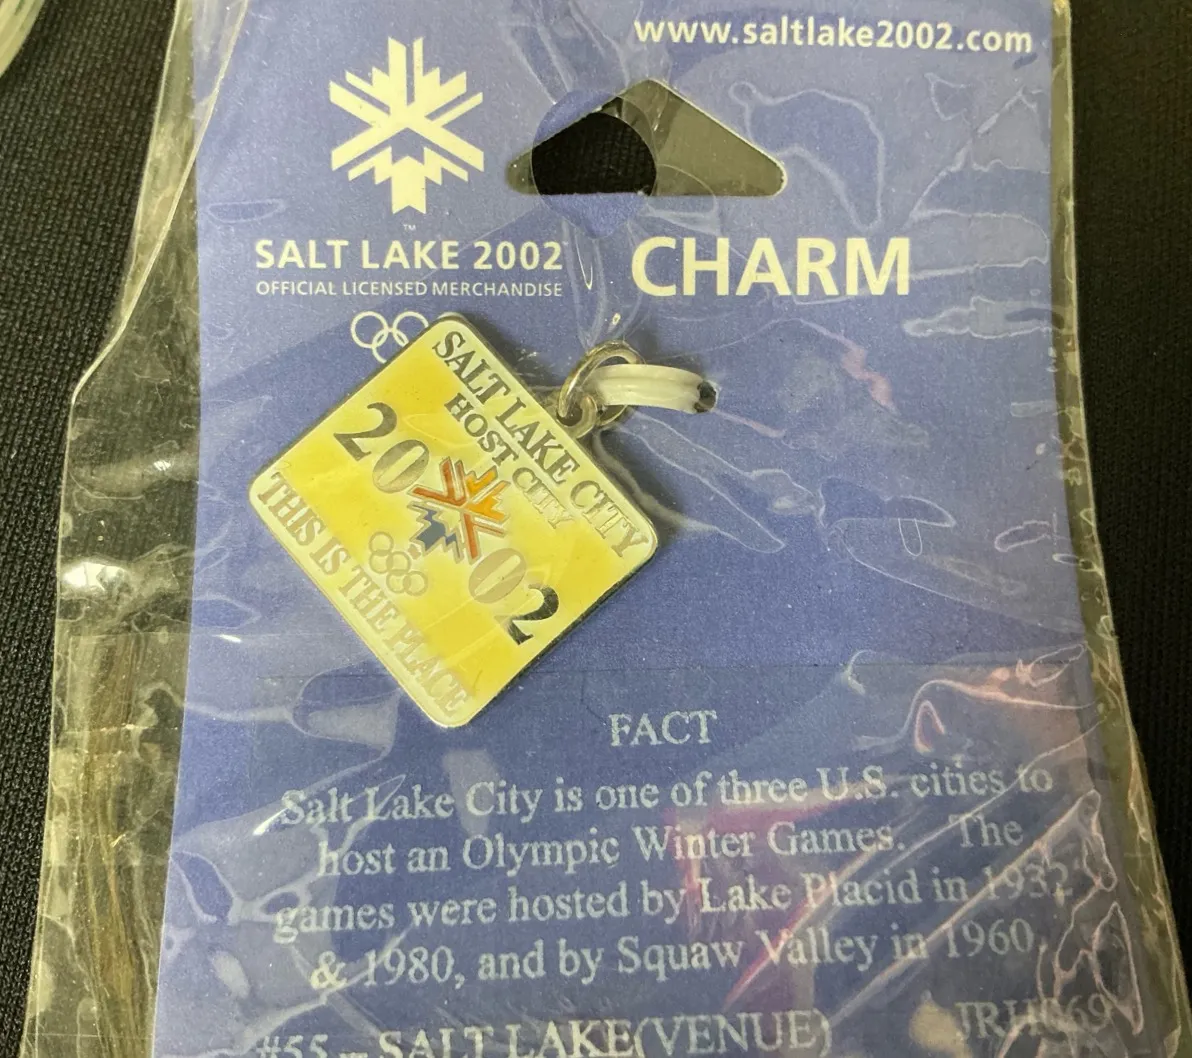 www.saltlake2002.com
™
SALT LAKE 2002
OFFICIAL LICENSED MERCHANDISE
CHARM
SALT LAKE CITY
HOST CITY
20 02
THIS IS THE PLACE
FACT
Salt Lake City is one of three U.S. cities to
host an Olympic Winter Games. The
games were hosted by Lake Placid in 1932
& 1980, and by Squaw Valley in 1960.
#55 – SALT LAKE(VENUE)